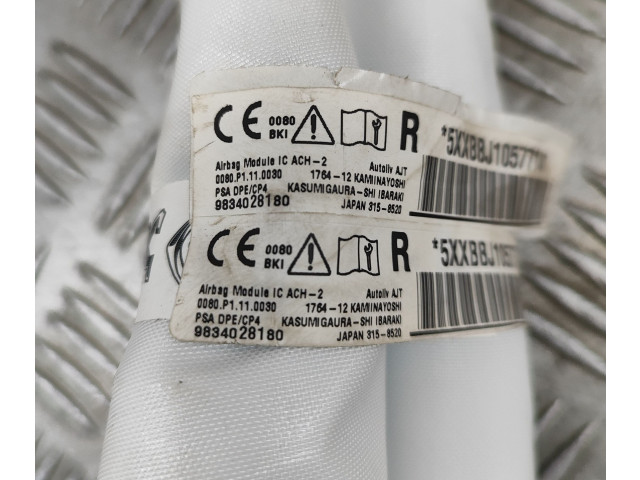 CE 0080 BKI R *5XXBBJ10577
Airbag Module IC ACH-2 Autoliv AJT
0080.P1.11.0030 1764-12 KAMINAYOSHI
PSA DPE/CP4 KASUMIGAURA-SHI IBARAKI
9834028180 JAPAN 315-8520
CE 0080 BKI R *5XXBBJ1057
Airbag Module IC ACH-2 Autoliv AJT
0080.P1.11.0030 1764-12 KAMINAYOSHI
PSA DPE/CP4 KASUMIGAURA-SHI IBARAKI
9834028180 JAPAN 315-8520